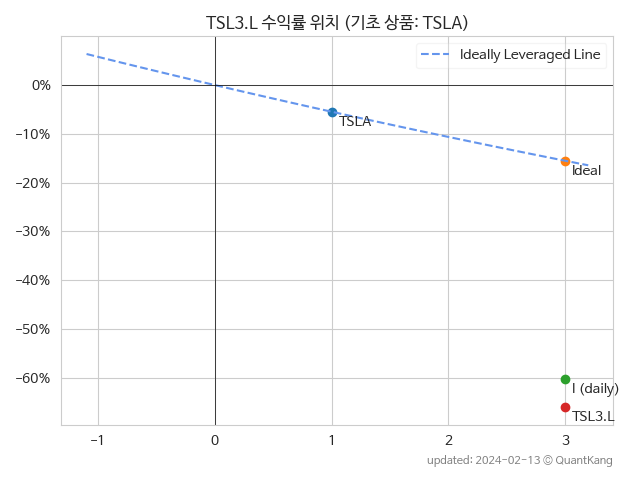 TSL3.L 수익률 위치 (기초 상품: TSLA)
Ideally Leveraged Line
0%
−10%
−20%
−30%
−40%
−50%
−60%
TSLA
Ideal
I (daily)
TSL3.L
−1
0
1
2
3
updated: 2024-02-13 © QuantKang